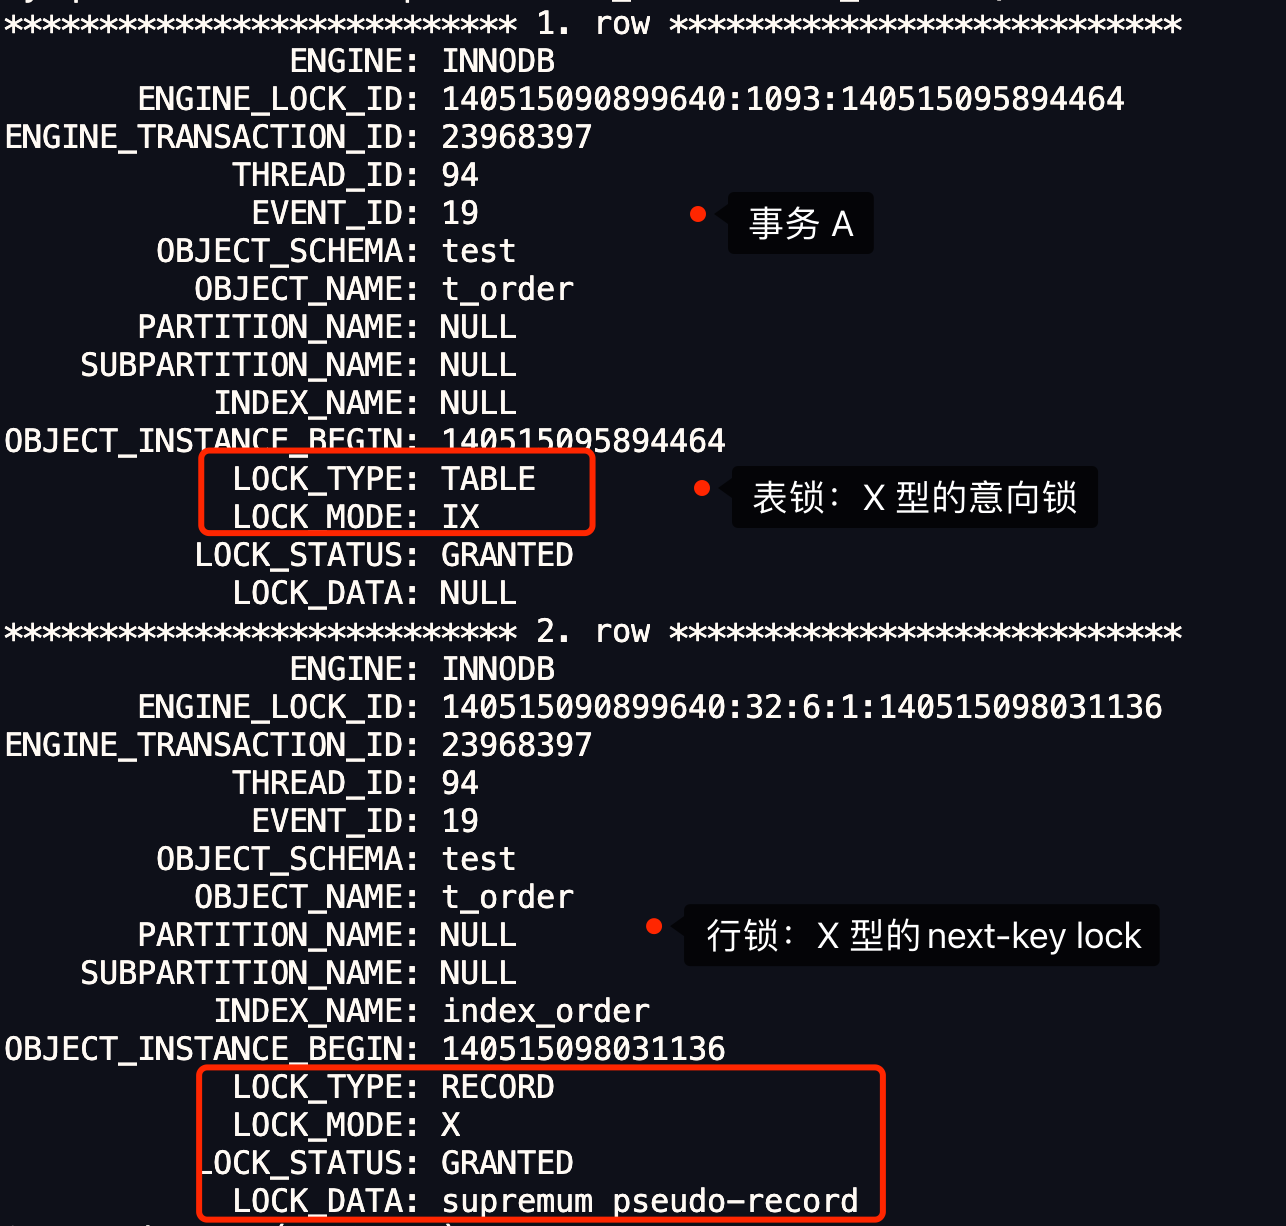 *************************** 1. row ***************************
ENGINE: INNODB
ENGINE_LOCK_ID: 140515090899640:1093:140515095894464
ENGINE_TRANSACTION_ID: 23968397
THREAD_ID: 94
EVENT_ID: 19
事务 A
OBJECT_SCHEMA: test
OBJECT_NAME: t_order
PARTITION_NAME: NULL
SUBPARTITION_NAME: NULL
INDEX_NAME: NULL
OBJECT_INSTANCE_BEGIN: 140515095894464
LOCK_TYPE: TABLE
表锁：X 型的意向锁
LOCK_MODE: IX
LOCK_STATUS: GRANTED
LOCK_DATA: NULL
*************************** 2. row ***************************
ENGINE: INNODB
ENGINE_LOCK_ID: 140515090899640:32:6:1:140515098031136
ENGINE_TRANSACTION_ID: 23968397
THREAD_ID: 94
EVENT_ID: 19
OBJECT_SCHEMA: test
OBJECT_NAME: t_order
PARTITION_NAME: NULL
行锁：X 型的next-key lock
SUBPARTITION_NAME: NULL
INDEX_NAME: index_order
OBJECT_INSTANCE_BEGIN: 140515098031136
LOCK_TYPE: RECORD
LOCK_MODE: X
LOCK_STATUS: GRANTED
LOCK_DATA: supremum pseudo-record